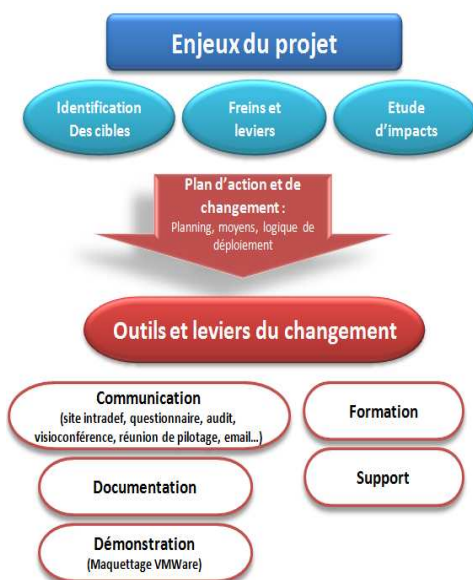 Enjeux du projet
Identification
Des cibles
Freins et
leviers
Etude
d'impacts
Plan d'action et de
changement :
Planning, moyens, logique de
déploiement
Outils et leviers du changement
Communication
(site intradef, questionnaire, audit,
visioconférence, réunion de pilotage, email...)
Formation
Documentation
Support
Démonstration
(Maquettage VMWare)